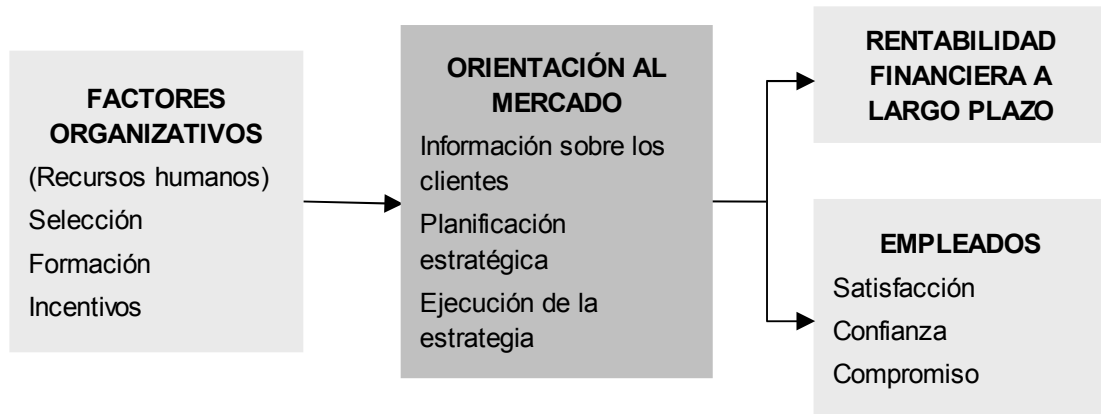 FACTORES
ORGANIZATIVOS
(Recursos humanos)
Selección
Formación
Incentivos
ORIENTACIÓN AL
MERCADO
Información sobre los
clientes
Planificación
estratégica
Ejecución de la
estrategia
RENTABILIDAD
FINANCIERA A
LARGO PLAZO
EMPLEADOS
Satisfacción
Confianza
Compromiso